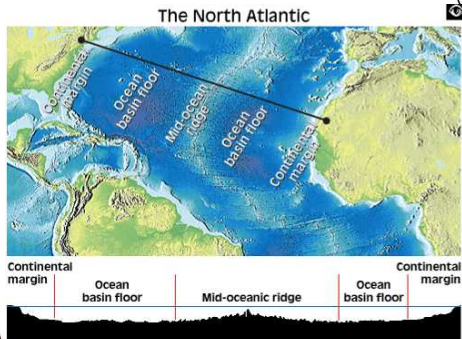 The North Atlantic
Continental
margin
Ocean
basin floor
Mid-ocean
ridge
Ocean
basin floor
Continental
margin
Continental
margin
Ocean
basin floor
Mid-oceanic ridge
Ocean
basin floor
Continental
margin